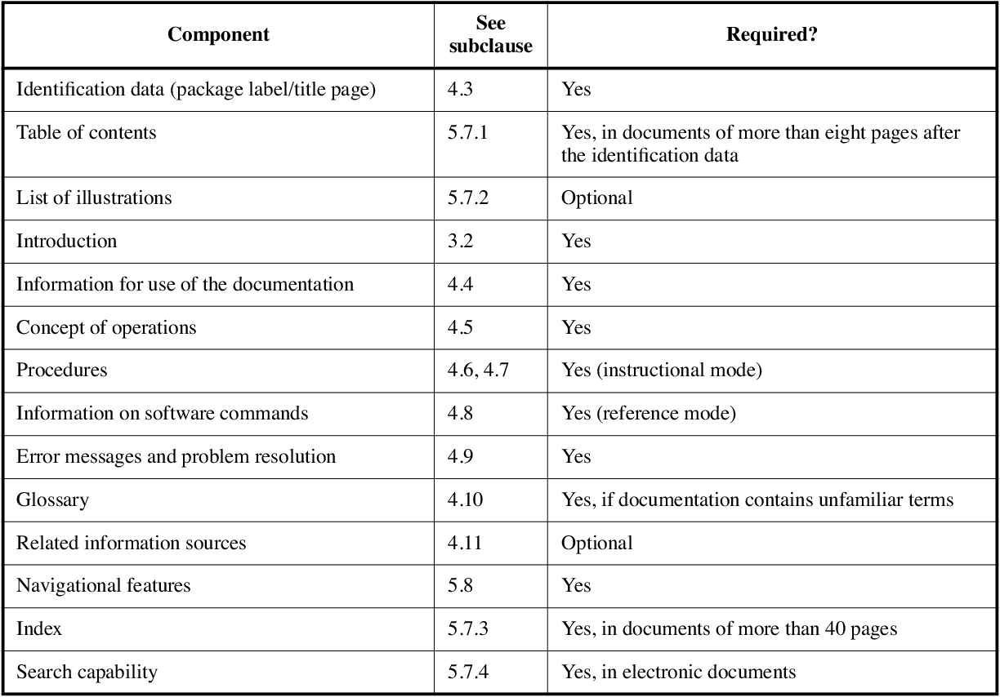 Component See subclause Required?
Identification data (package label/title page) 4.3 Yes
Table of contents 5.7.1 Yes, in documents of more than eight pages after
the identification data
List of illustrations 5.7.2 Optional
Introduction 3.2 Yes
Information for use of the documentation 4.4 Yes
Concept of operations 4.5 Yes
Procedures 4.6, 4.7 Yes (instructional mode)
Information on software commands 4.8 Yes (reference mode)
Error messages and problem resolution 4.9 Yes
Glossary 4.10 Yes, if documentation contains unfamiliar terms
Related information sources 4.11 Optional
Navigational features 5.8 Yes
Index 5.7.3 Yes, in documents of more than 40 pages
Search capability 5.7.4 Yes, in electronic documents